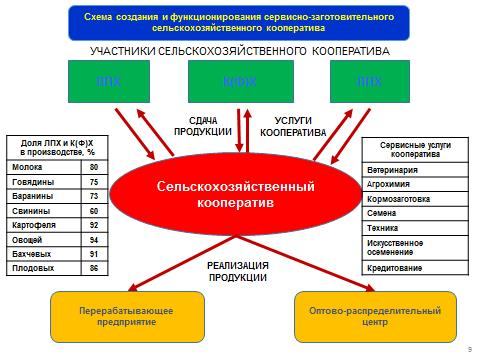 Схема создания и функционирования сервисно-заготовительного
сельскохозяйственного кооператива
УЧАСТНИКИ СЕЛЬСКОХОЗЯЙСТВЕННОГО КООПЕРАТИВА
ЛПХ
К(Ф)Х
ЛПХ
СДАЧА
ПРОДУКЦИИ
УСЛУГИ
КООПЕРАТИВА
Доля ЛПХ и К(Ф)Х
в производстве, %
Молока 80
Говядины 75
Баранины 73
Свинины 60
Картофеля 92
Овощей 94
Бахчевых 91
Плодовых 86
Сельскохозяйственный
кооператив
Сервисные услуги
кооператива
Ветеринария
Агрохимия
Кормозаготовка
Семена
Техника
Искусственное
осеменение
Кредитование
РЕАЛИЗАЦИЯ
ПРОДУКЦИИ
Перерабатывающее
предприятие
Оптово-распределительный
центр
9